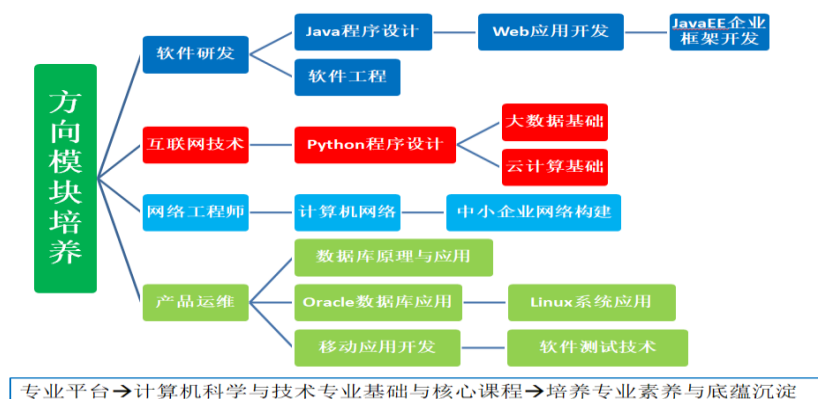 方向模块培养
软件研发
Java程序设计
Web应用开发
JavaEE企业
框架开发
软件工程
互联网技术
Python程序设计
大数据基础
云计算基础
网络工程师
计算机网络
中小企业网络构建
产品运维
数据库原理与应用
Oracle数据库应用
Linux系统应用
移动应用开发
软件测试技术
专业平台→计算机科学与技术专业基础与核心课程→培养专业素养与底蕴沉淀